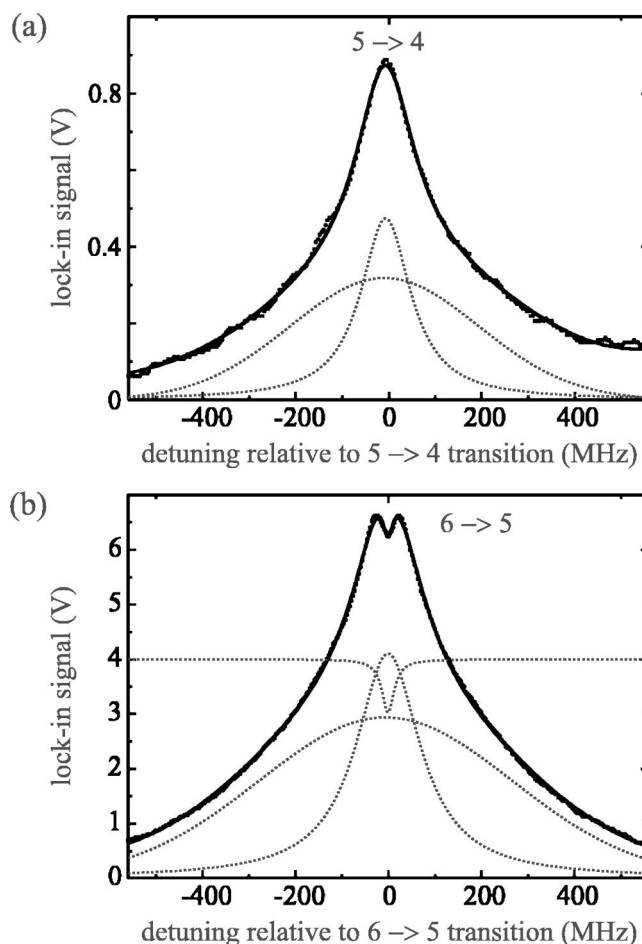 (a)
5 –> 4
lock-in signal (V)
0.8
0.4
0
-400 -200 0 200 400
detuning relative to 5 –> 4 transition (MHz)
(b)
6 –> 5
lock-in signal (V)
6
5
4
3
2
1
0
-400 -200 0 200 400
detuning relative to 6 –> 5 transition (MHz)